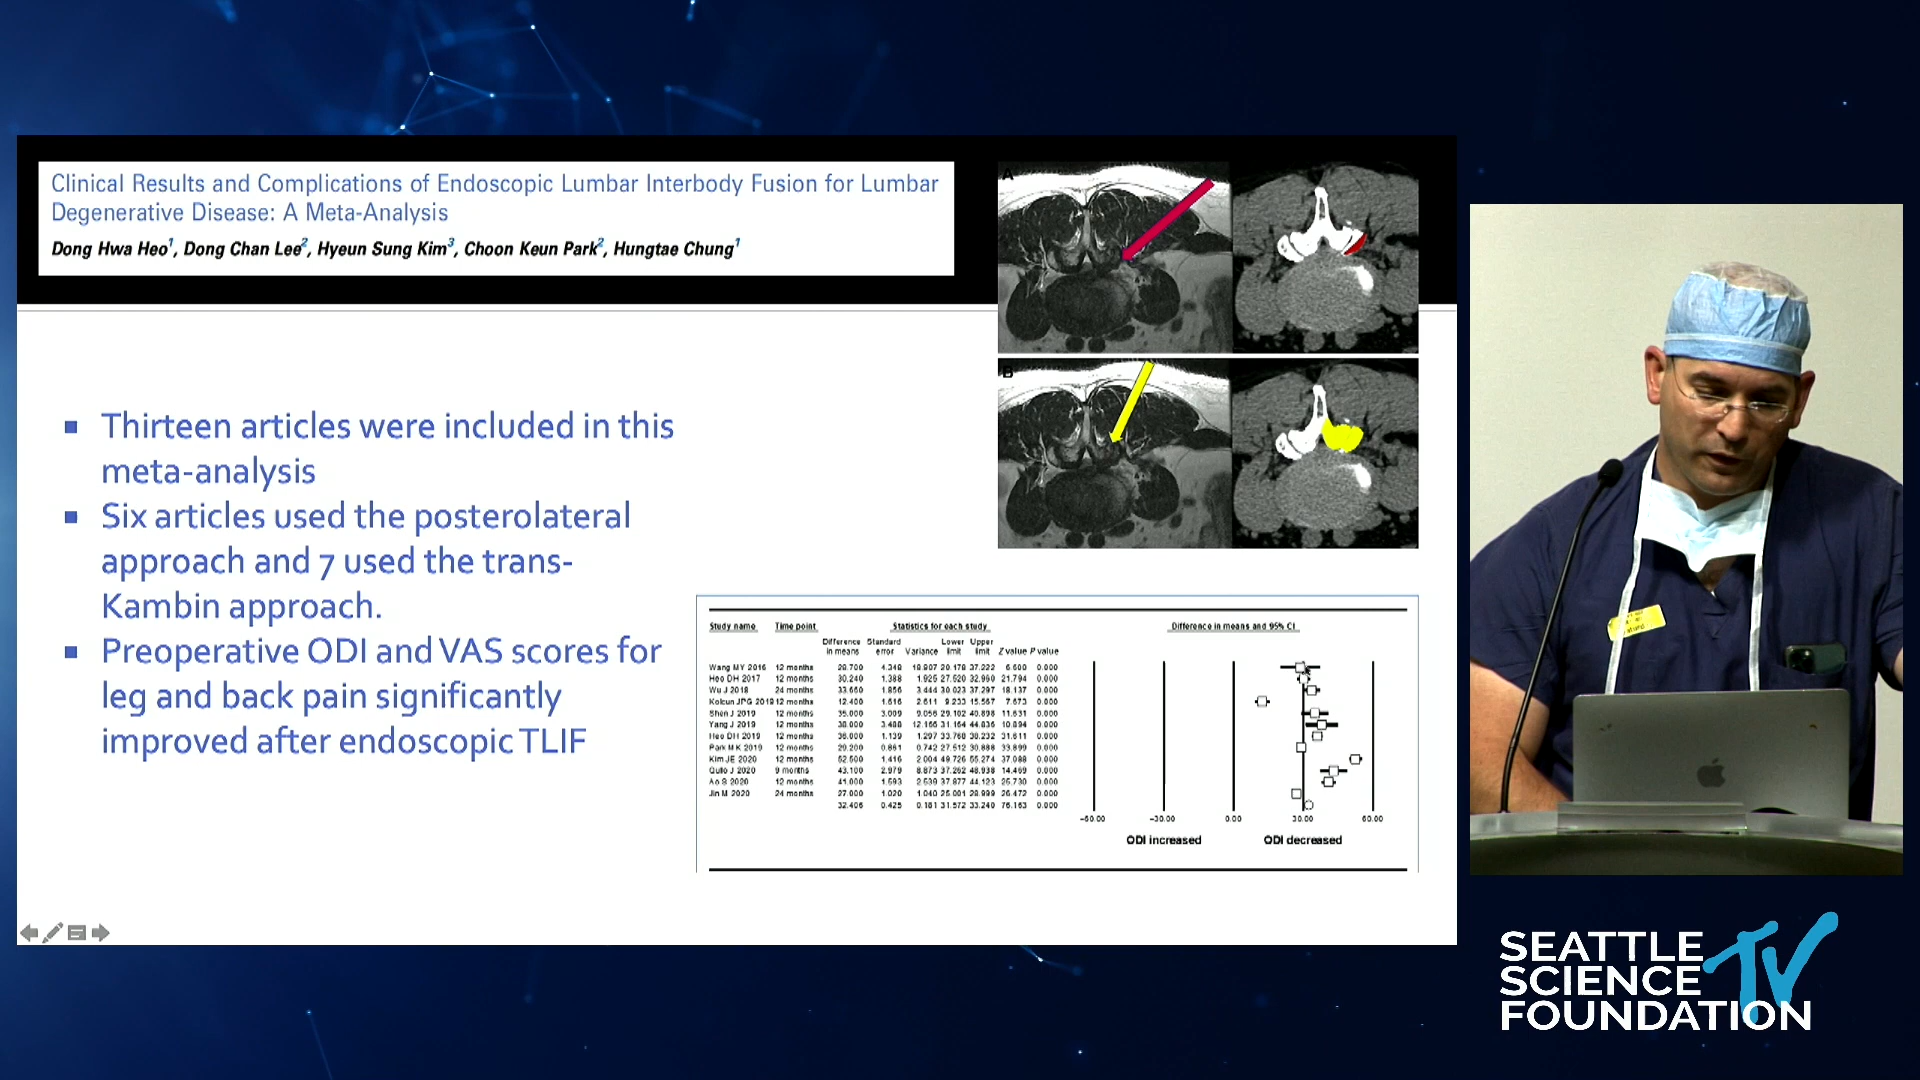 Clinical Results and Complications of Endoscopic Lumbar Interbody Fusion for Lumbar
Degenerative Disease: A Meta-Analysis
Dong Hwa Heo1, Dong Chan Lee2, Hyeun Sung Kim3, Choon Keun Park2, Hungtae Chung1
A
B
▪ Thirteen articles were included in this
meta-analysis
▪ Six articles used the posterolateral
approach and 7 used the trans-
Kambin approach.
▪ Preoperative ODI and VAS scores for
leg and back pain significantly
improved after endoscopic TLIF
Study name Time point Statistics for each study Difference in means and 95% CI
Difference Standard Lower Upper
in means error Variance limit limit Z value P value
Wang MY 2016 12 months 28.700 4.348 18.907 20.178 37.222 6.600 0.000
Heo DH 2017 12 months 30.240 1.388 1.925 27.520 32.960 21.794 0.000
Wu J 2018 24 months 33.660 1.856 3.444 30.023 37.297 18.137 0.000
Kolcun JPG 2019 12 months 12.400 1.616 2.611 9.233 15.567 7.673 0.000
Shen J 2019 12 months 35.000 3.009 9.056 29.102 40.898 11.631 0.000
Yang J 2019 12 months 38.000 3.488 12.166 31.164 44.836 10.894 0.000
Heo DH 2019 12 months 36.000 1.139 1.297 33.768 38.232 31.611 0.000
Park MK 2019 12 months 29.200 0.861 0.742 27.512 30.888 33.899 0.000
Kim JE 2020 12 months 52.500 1.416 2.004 49.726 55.274 37.088 0.000
J 2020 9 months 43.100 2.979 8.873 37.262 48.938 14.469 0.000
Ao S 2020 12 months 41.000 1.593 2.539 37.877 44.123 25.730 0.000
Jin M 2020 24 months 27.000 1.020 1.040 25.001 28.999 26.472 0.000
32.406 0.425 0.181 31.572 33.240 76.163 0.000
-60.00 -30.00 0.00 30.00 60.00
ODI increased ODI decreased
SEATTLE
SCIENCE TV
FOUNDATION